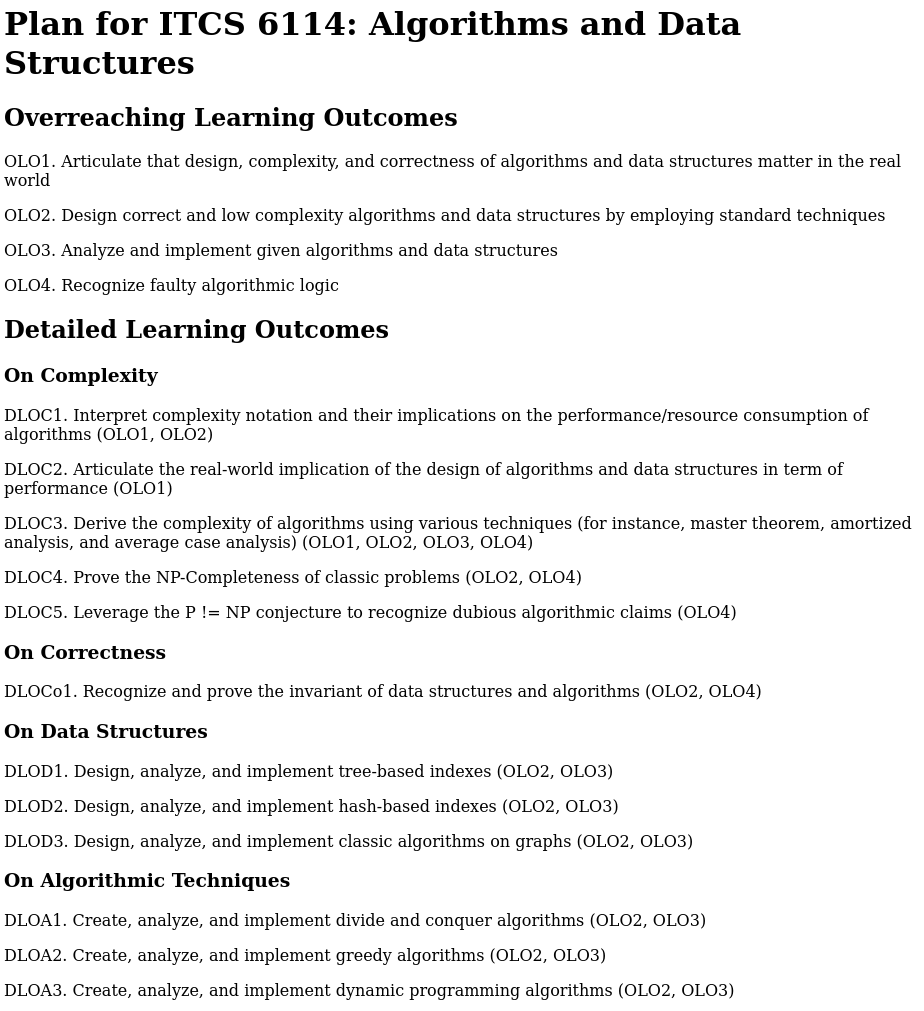 Plan for ITCS 6114: Algorithms and Data
Structures
Overreaching Learning Outcomes
OLO1. Articulate that design, complexity, and correctness of algorithms and data structures matter in the real
world
OLO2. Design correct and low complexity algorithms and data structures by employing standard techniques
OLO3. Analyze and implement given algorithms and data structures
OLO4. Recognize faulty algorithmic logic
Detailed Learning Outcomes
On Complexity
DLOC1. Interpret complexity notation and their implications on the performance/resource consumption of
algorithms (OLO1, OLO2)
DLOC2. Articulate the real-world implication of the design of algorithms and data structures in term of
performance (OLO1)
DLOC3. Derive the complexity of algorithms using various techniques (for instance, master theorem, amortized
analysis, and average case analysis) (OLO1, OLO2, OLO3, OLO4)
DLOC4. Prove the NP-Completeness of classic problems (OLO2, OLO4)
DLOC5. Leverage the P != NP conjecture to recognize dubious algorithmic claims (OLO4)
On Correctness
DLOCo1. Recognize and prove the invariant of data structures and algorithms (OLO2, OLO4)
On Data Structures
DLOD1. Design, analyze, and implement tree-based indexes (OLO2, OLO3)
DLOD2. Design, analyze, and implement hash-based indexes (OLO2, OLO3)
DLOD3. Design, analyze, and implement classic algorithms on graphs (OLO2, OLO3)
On Algorithmic Techniques
DLOA1. Create, analyze, and implement divide and conquer algorithms (OLO2, OLO3)
DLOA2. Create, analyze, and implement greedy algorithms (OLO2, OLO3)
DLOA3. Create, analyze, and implement dynamic programming algorithms (OLO2, OLO3)